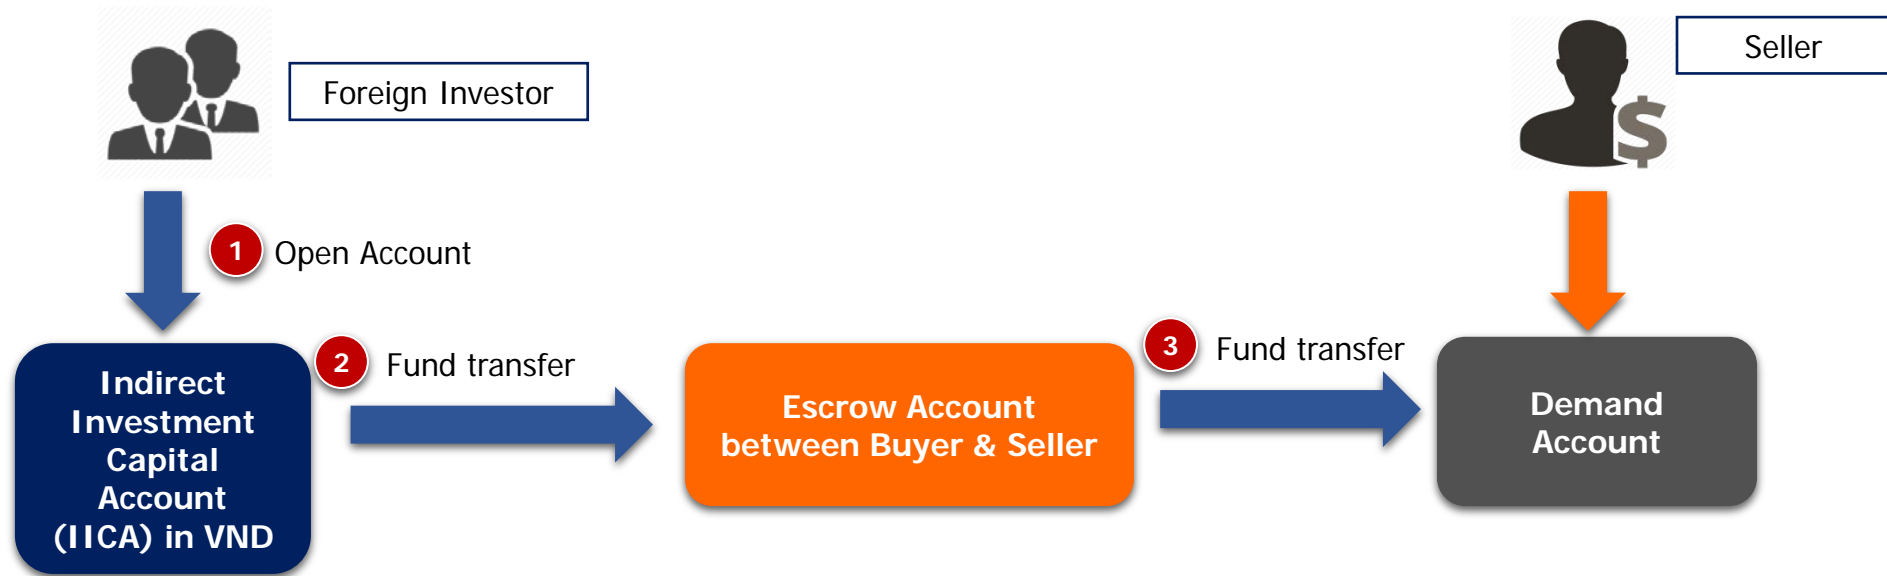 Foreign Investor
Seller
1 Open Account
2 Fund transfer
3 Fund transfer
Indirect
Investment
Capital
Account
(IICA) in VND
Escrow Account
between Buyer & Seller
Demand
Account
$